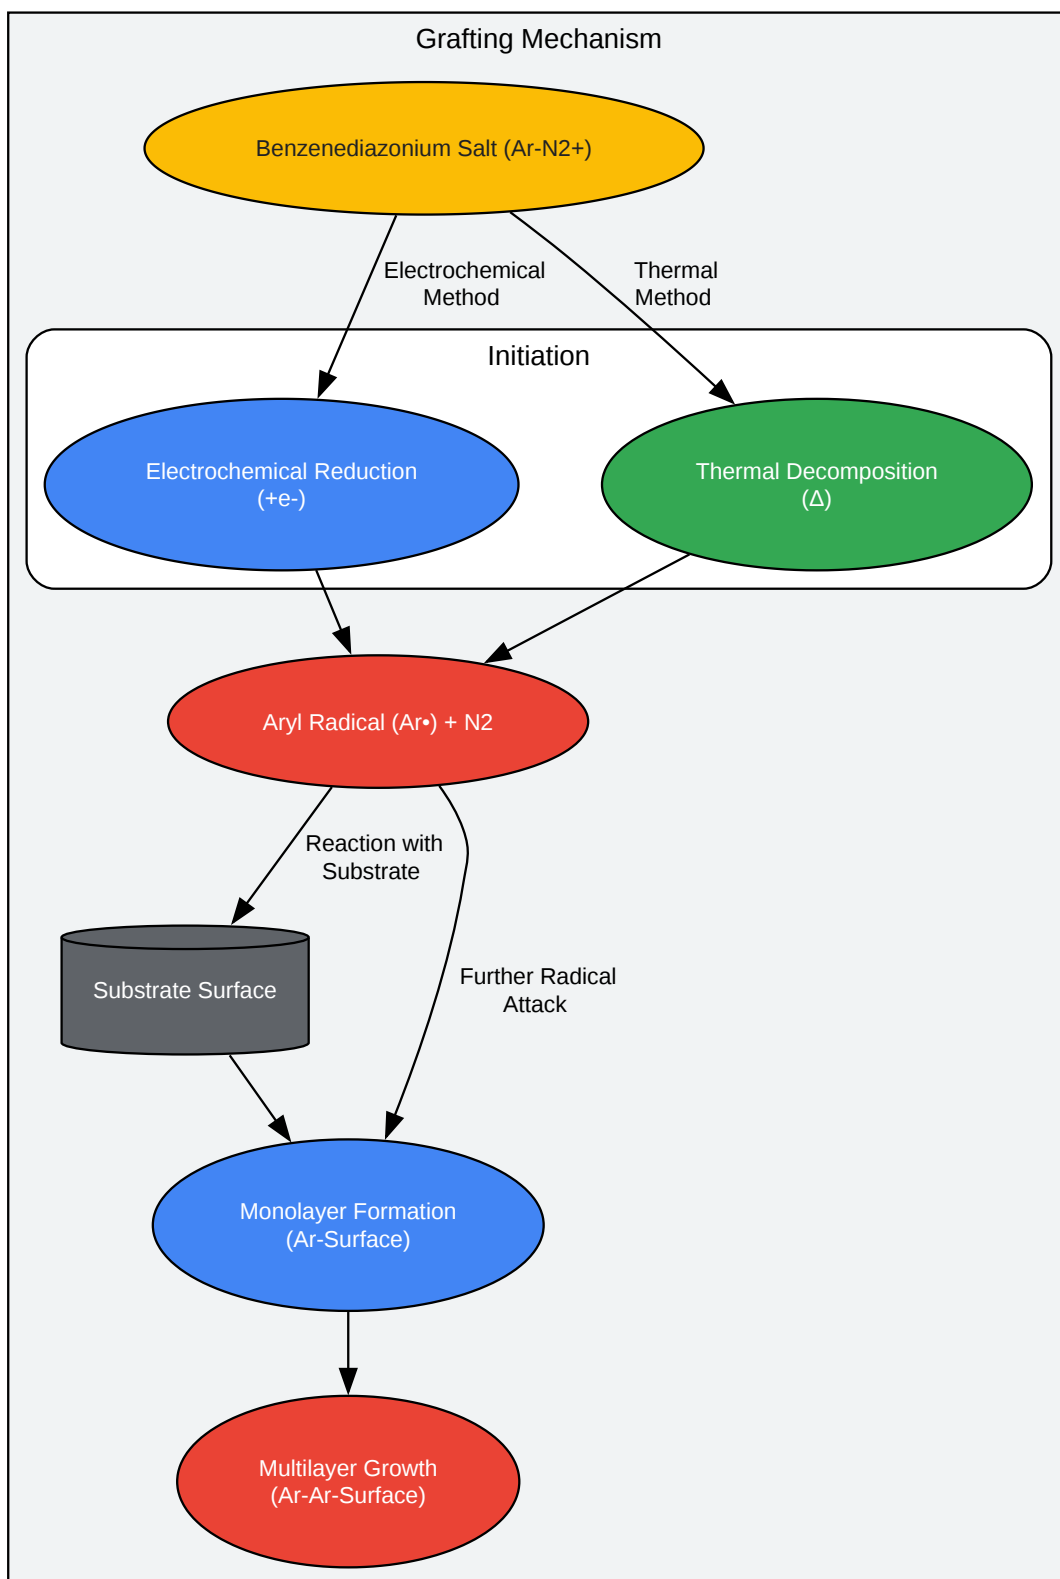 Grafting Mechanism
Benzenediazonium Salt (Ar-N2+)
Electrochemical
Method
Thermal
Method
Initiation
Electrochemical Reduction
(+e-)
Thermal Decomposition
(Δ)
Aryl Radical (Ar•) + N2
Reaction with
Substrate
Substrate Surface
Further Radical
Attack
Monolayer Formation
(Ar-Surface)
Multilayer Growth
(Ar-Ar-Surface)